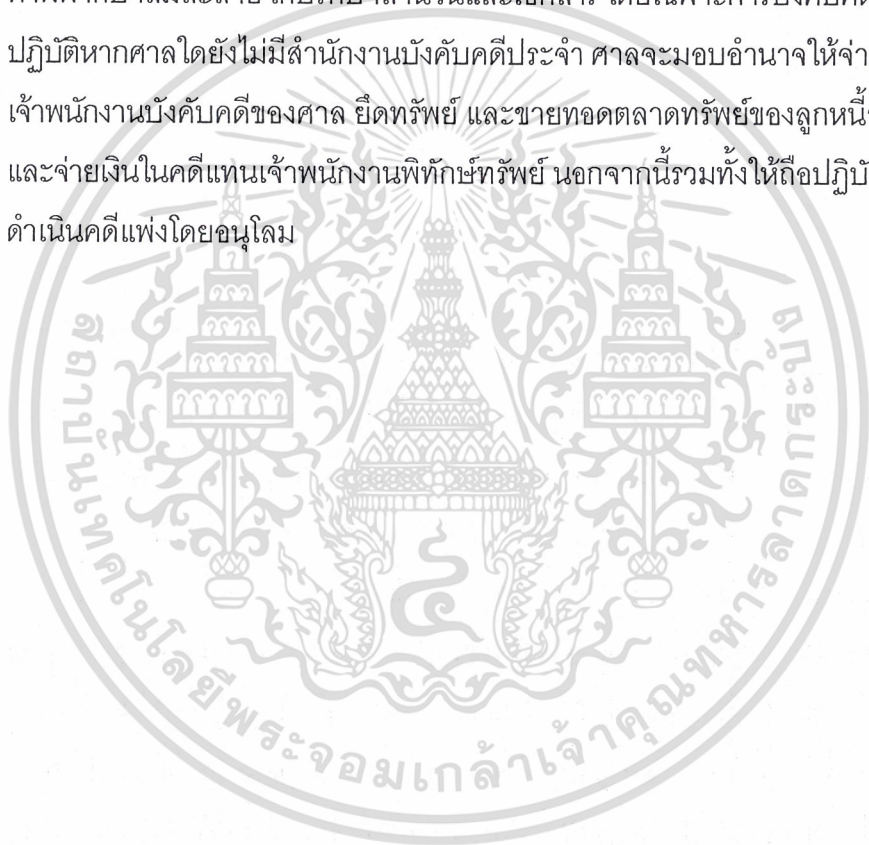 ปฏิบัติหากศาลใดยังไม่มีสำนักงานบังคับคดีประจำ ศาลจะมอบอำนาจให้จ่า
เจ้าพนักงานบังคับคดีของศาล ยึดทรัพย์ และขายทอดตลาดทรัพย์ของลูกหนี้
และจ่ายเงินในคดีแทนเจ้าพนักงานพิทักษ์ทรัพย์ นอกจากนี้รวมทั้งให้ถือปฏิบั
ดำเนินคดีแพ่งโดยอนุโลม
สถาบันเทคโนโลยีพระจอมเกล้าเจ้าคุณทหารลาดกระบัง